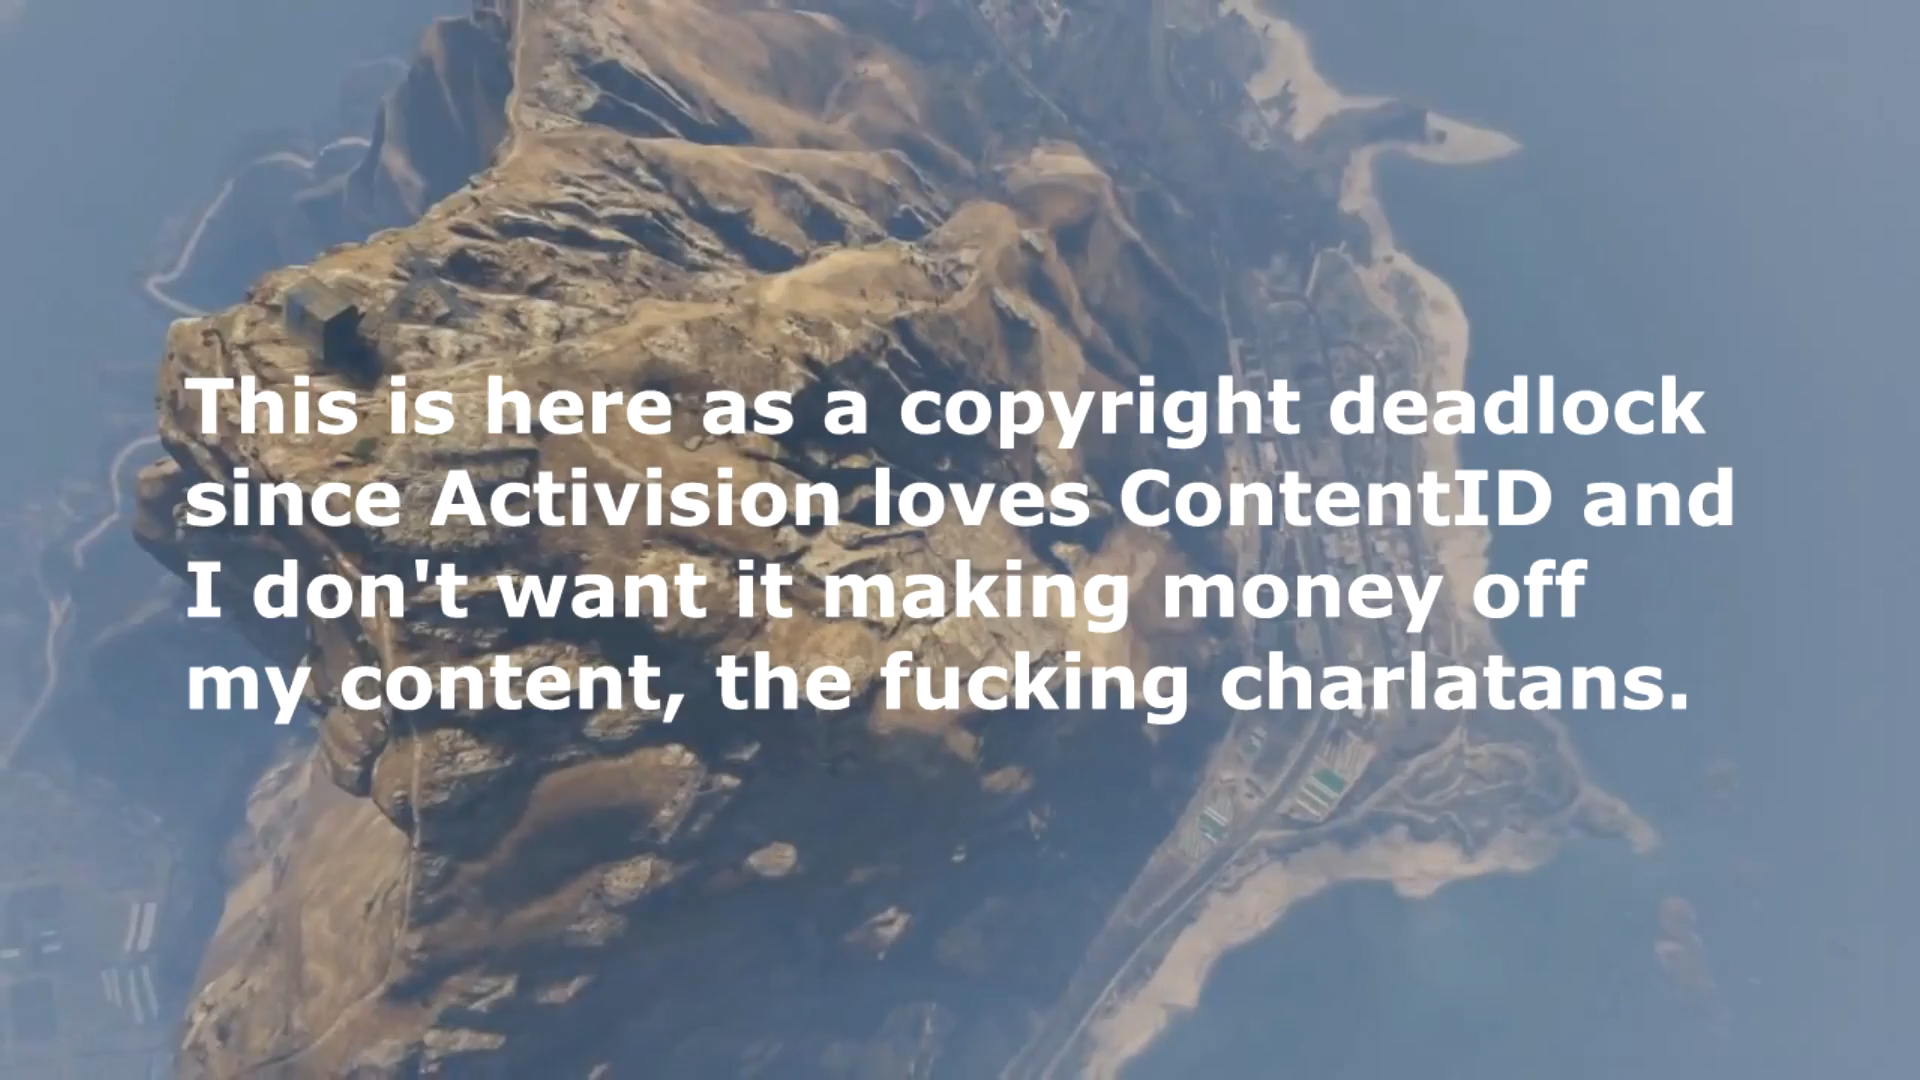 This is here as a copyright deadlock
since Activision loves ContentID and
I don't want it making money off
my content, the fucking charlatans.